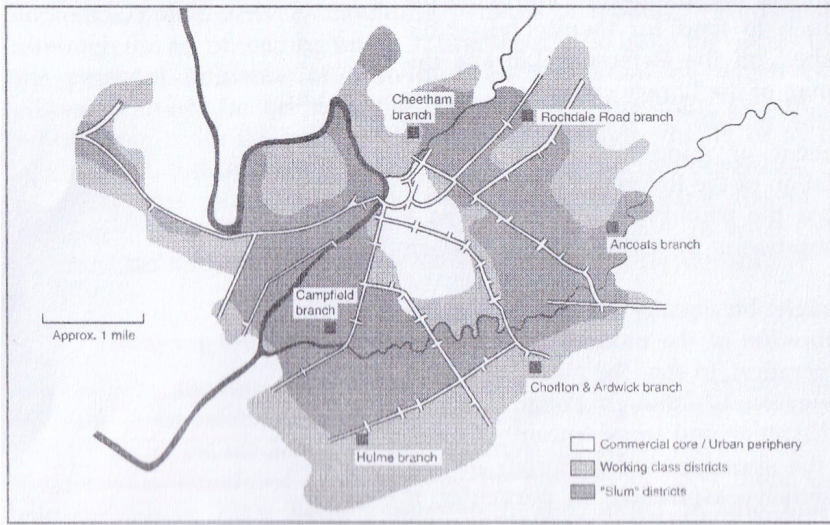 Cheetham
branch
Rochdale Road branch
Ancoats branch
Campfield
branch
Approx. 1 mile
Chorlton & Ardwick branch
Hulme branch
Commercial core / Urban periphery
Working class districts
"Slum" districts